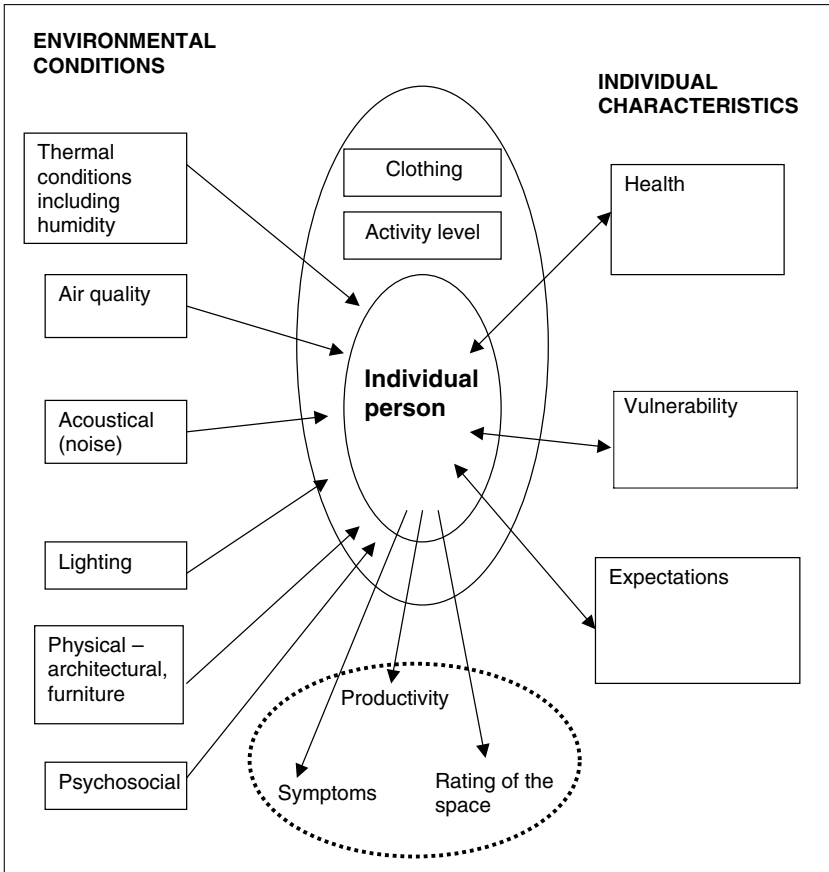 ENVIRONMENTAL
CONDITIONS
Thermal
conditions
including
humidity
Air quality
Acoustical
(noise)
Lighting
Physical –
architectural,
furniture
Psychosocial
Clothing
Activity level
Individual
person
Productivity
Symptoms
Rating of the
space
INDIVIDUAL
CHARACTERISTICS
Health
Vulnerability
Expectations